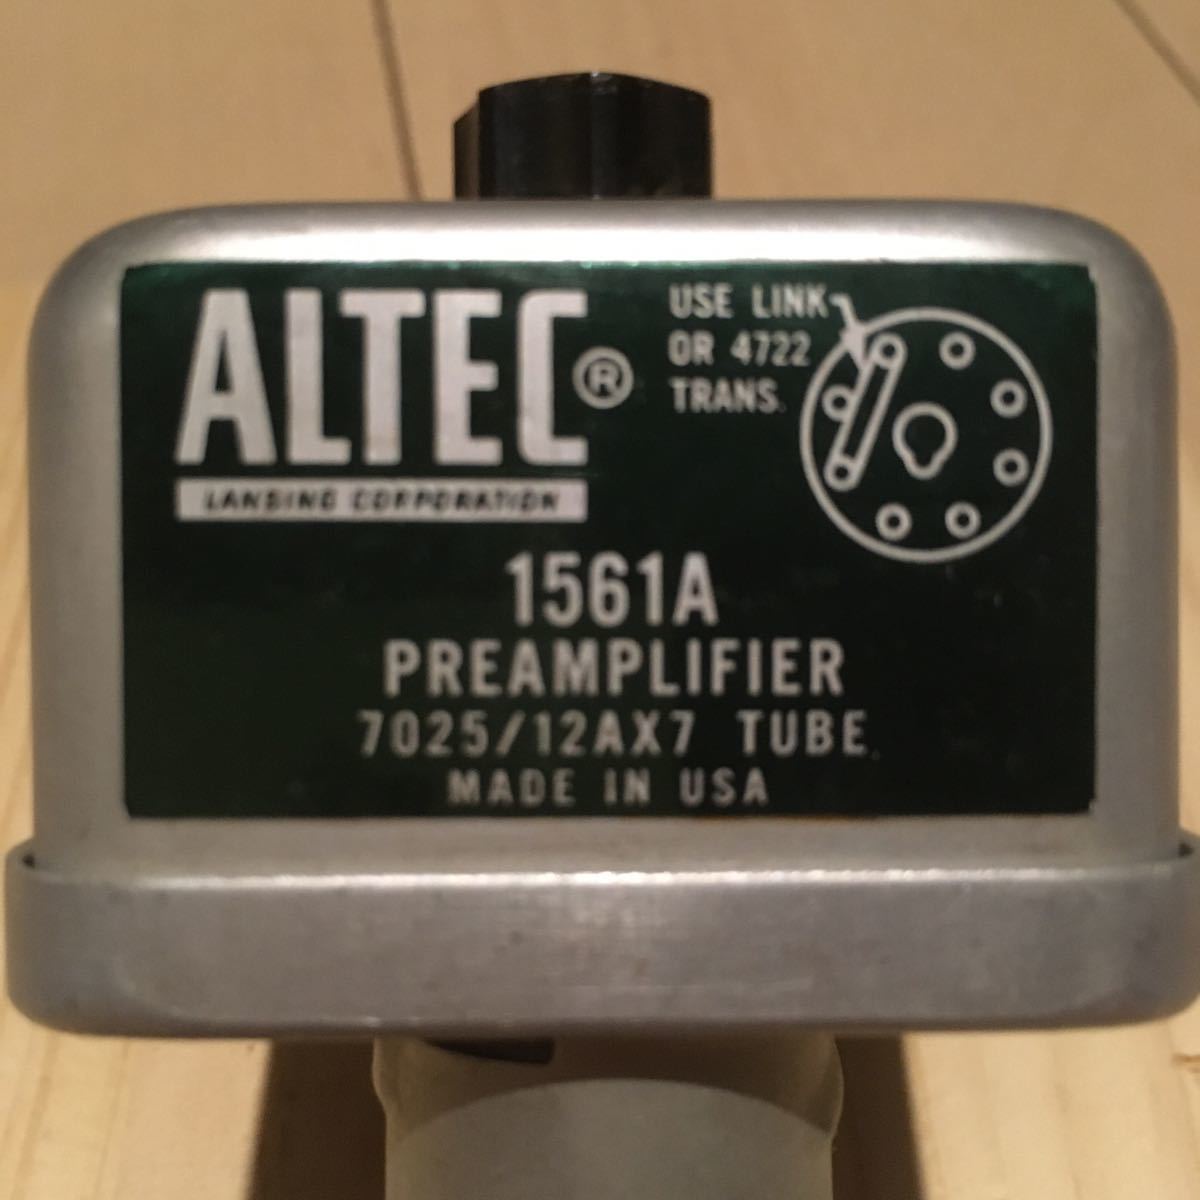 ALTEC®
LANSING CORPORATION
USE LINK
OR 4722
TRANS.
1561A
PREAMPLIFIER
7025/12AX7 TUBE
MADE IN USA